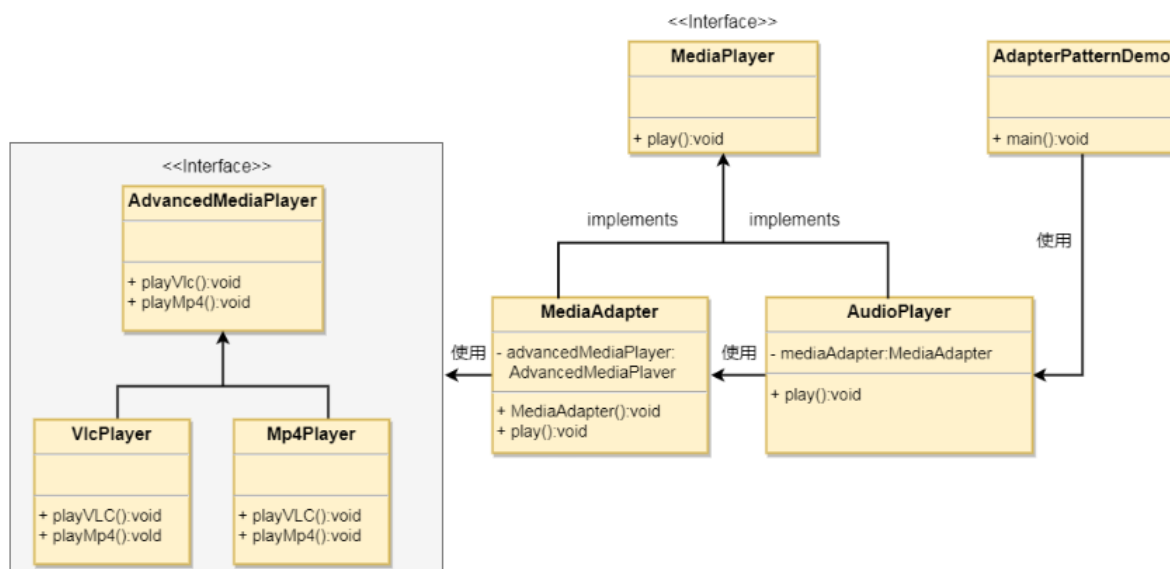 <<Interface>>
MediaPlayer
+ play():void
AdapterPatternDemo
+ main():void
使用
implements
implements
<<Interface>>
AdvancedMediaPlayer
+ playVlc():void
+ playMp4():void
VlcPlayer
+ playVLC():void
+ playMp4():vold
Mp4Player
+ playVLC():void
+ playMp4():void
使用
MediaAdapter
- advancedMediaPlayer:
AdvancedMediaPlaver
+ MediaAdapter():void
+ play():void
使用
AudioPlayer
- mediaAdapter:MediaAdapter
+ play():void